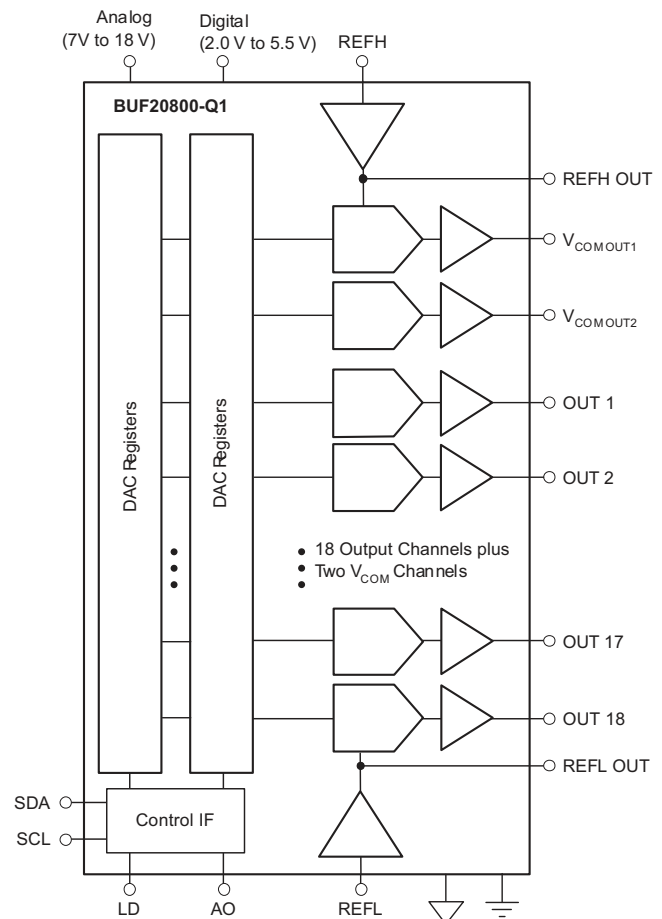 Analog
(7V to 18 V)
Digital
(2.0 V to 5.5 V)
REFH
BUF20800-Q1
REFH OUT
VCOMOUT1
VCOMOUT2
OUT 1
OUT 2
DAC Registers
DAC Registers
18 Output Channels plus
Two VCOM Channels
OUT 17
OUT 18
REFL OUT
SDA
SCL
Control IF
LD
AO
REFL